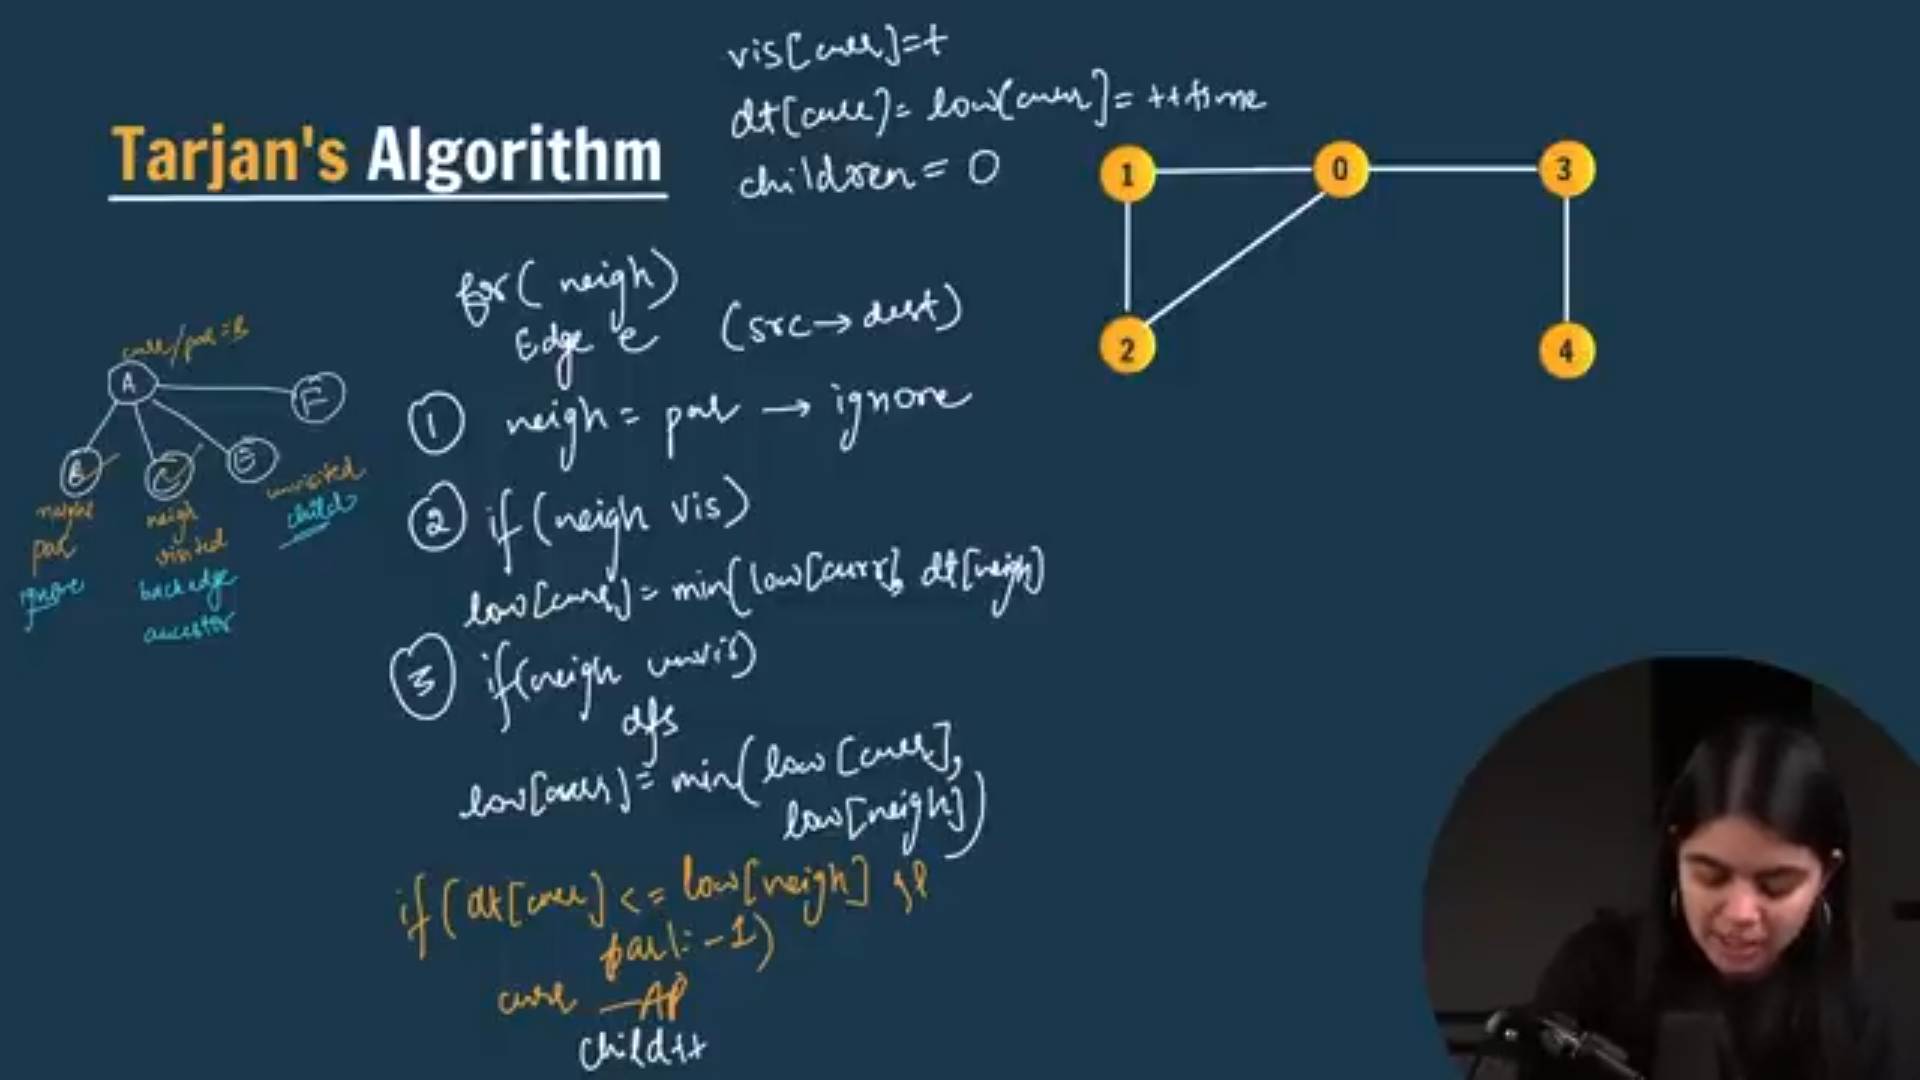 Tarjan's Algorithm
vis[curr]=t
dt[curr]= low[curr]= ++time
children = 0
1
0
3
2
4
for( neigh)
Edge e (src→dest)
① neigh = par → ignore
② if(neigh vis)
low[curr] = min(low[curr], dt[neigh]
③ if(neigh unvis)
dfs
low[curr] = min(low[curr],
low[neigh])
if(dt[curr] <= low[neigh] &&
par != -1)
curr — AP
child++
curr/par=B
A
F
B
C
E
par
ignore
neigh
visited
back edge
ancestor
unvisited
child